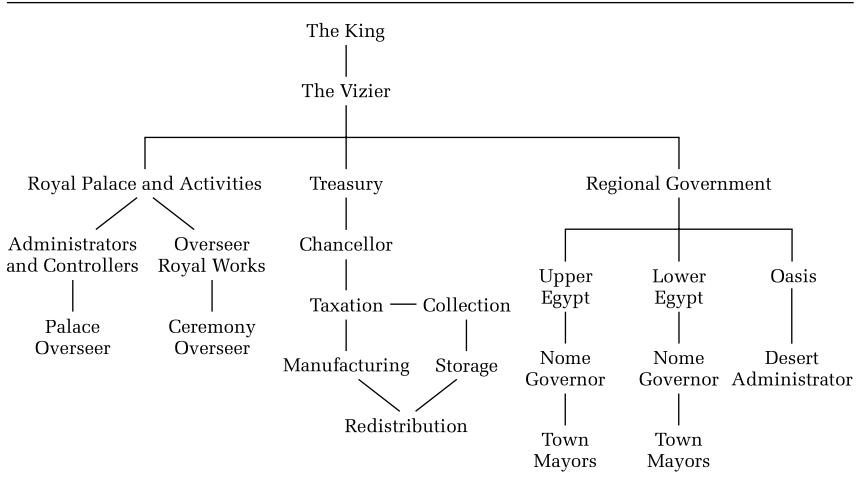 The King
The Vizier
Royal Palace and Activities
Treasury
Regional Government
Administrators
and Controllers
Overseer
Royal Works
Chancellor
Upper
Egypt
Lower
Egypt
Oasis
Taxation
Collection
Palace
Overseer
Ceremony
Overseer
Manufacturing
Storage
Nome
Governor
Nome
Governor
Desert
Administrator
Redistribution
Town
Mayors
Town
Mayors